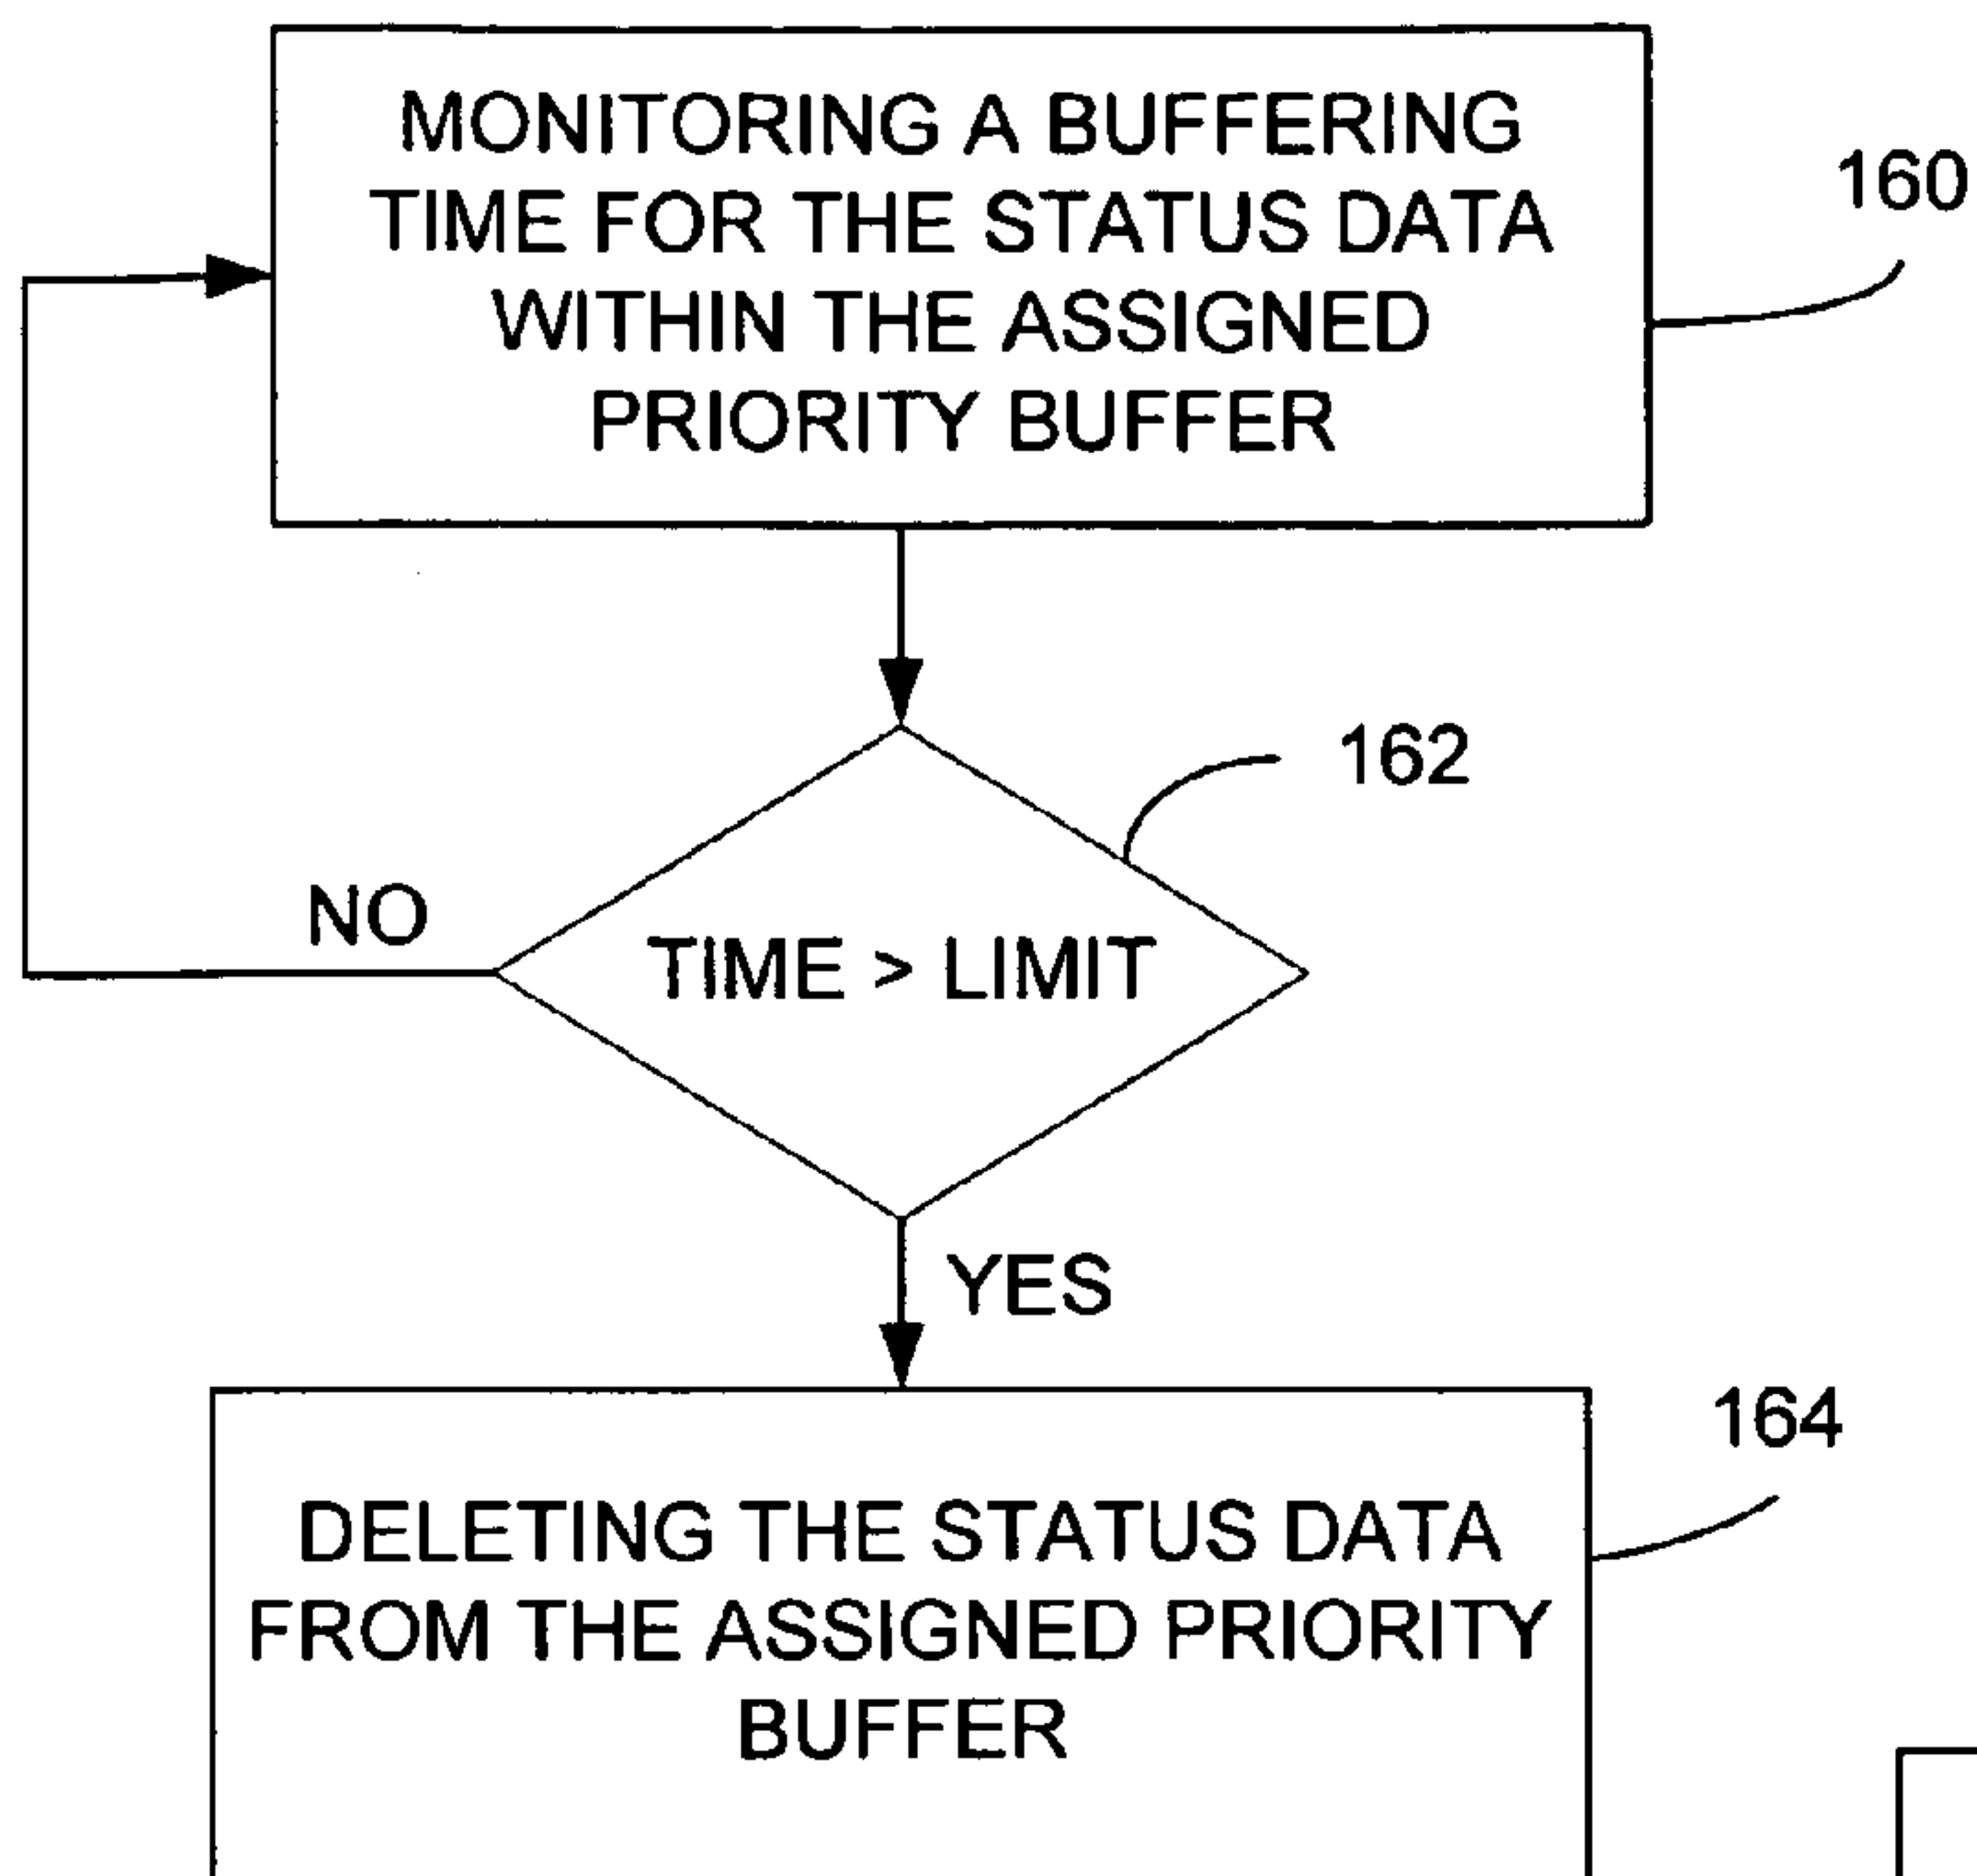 MONITORING A BUFFERING
TIME FOR THE STATUS DATA
WITHIN THE ASSIGNED
PRIORITY BUFFER
160
162
NO
TIME > LIMIT
YES
164
DELETING THE STATUS DATA
FROM THE ASSIGNED PRIORITY
BUFFER